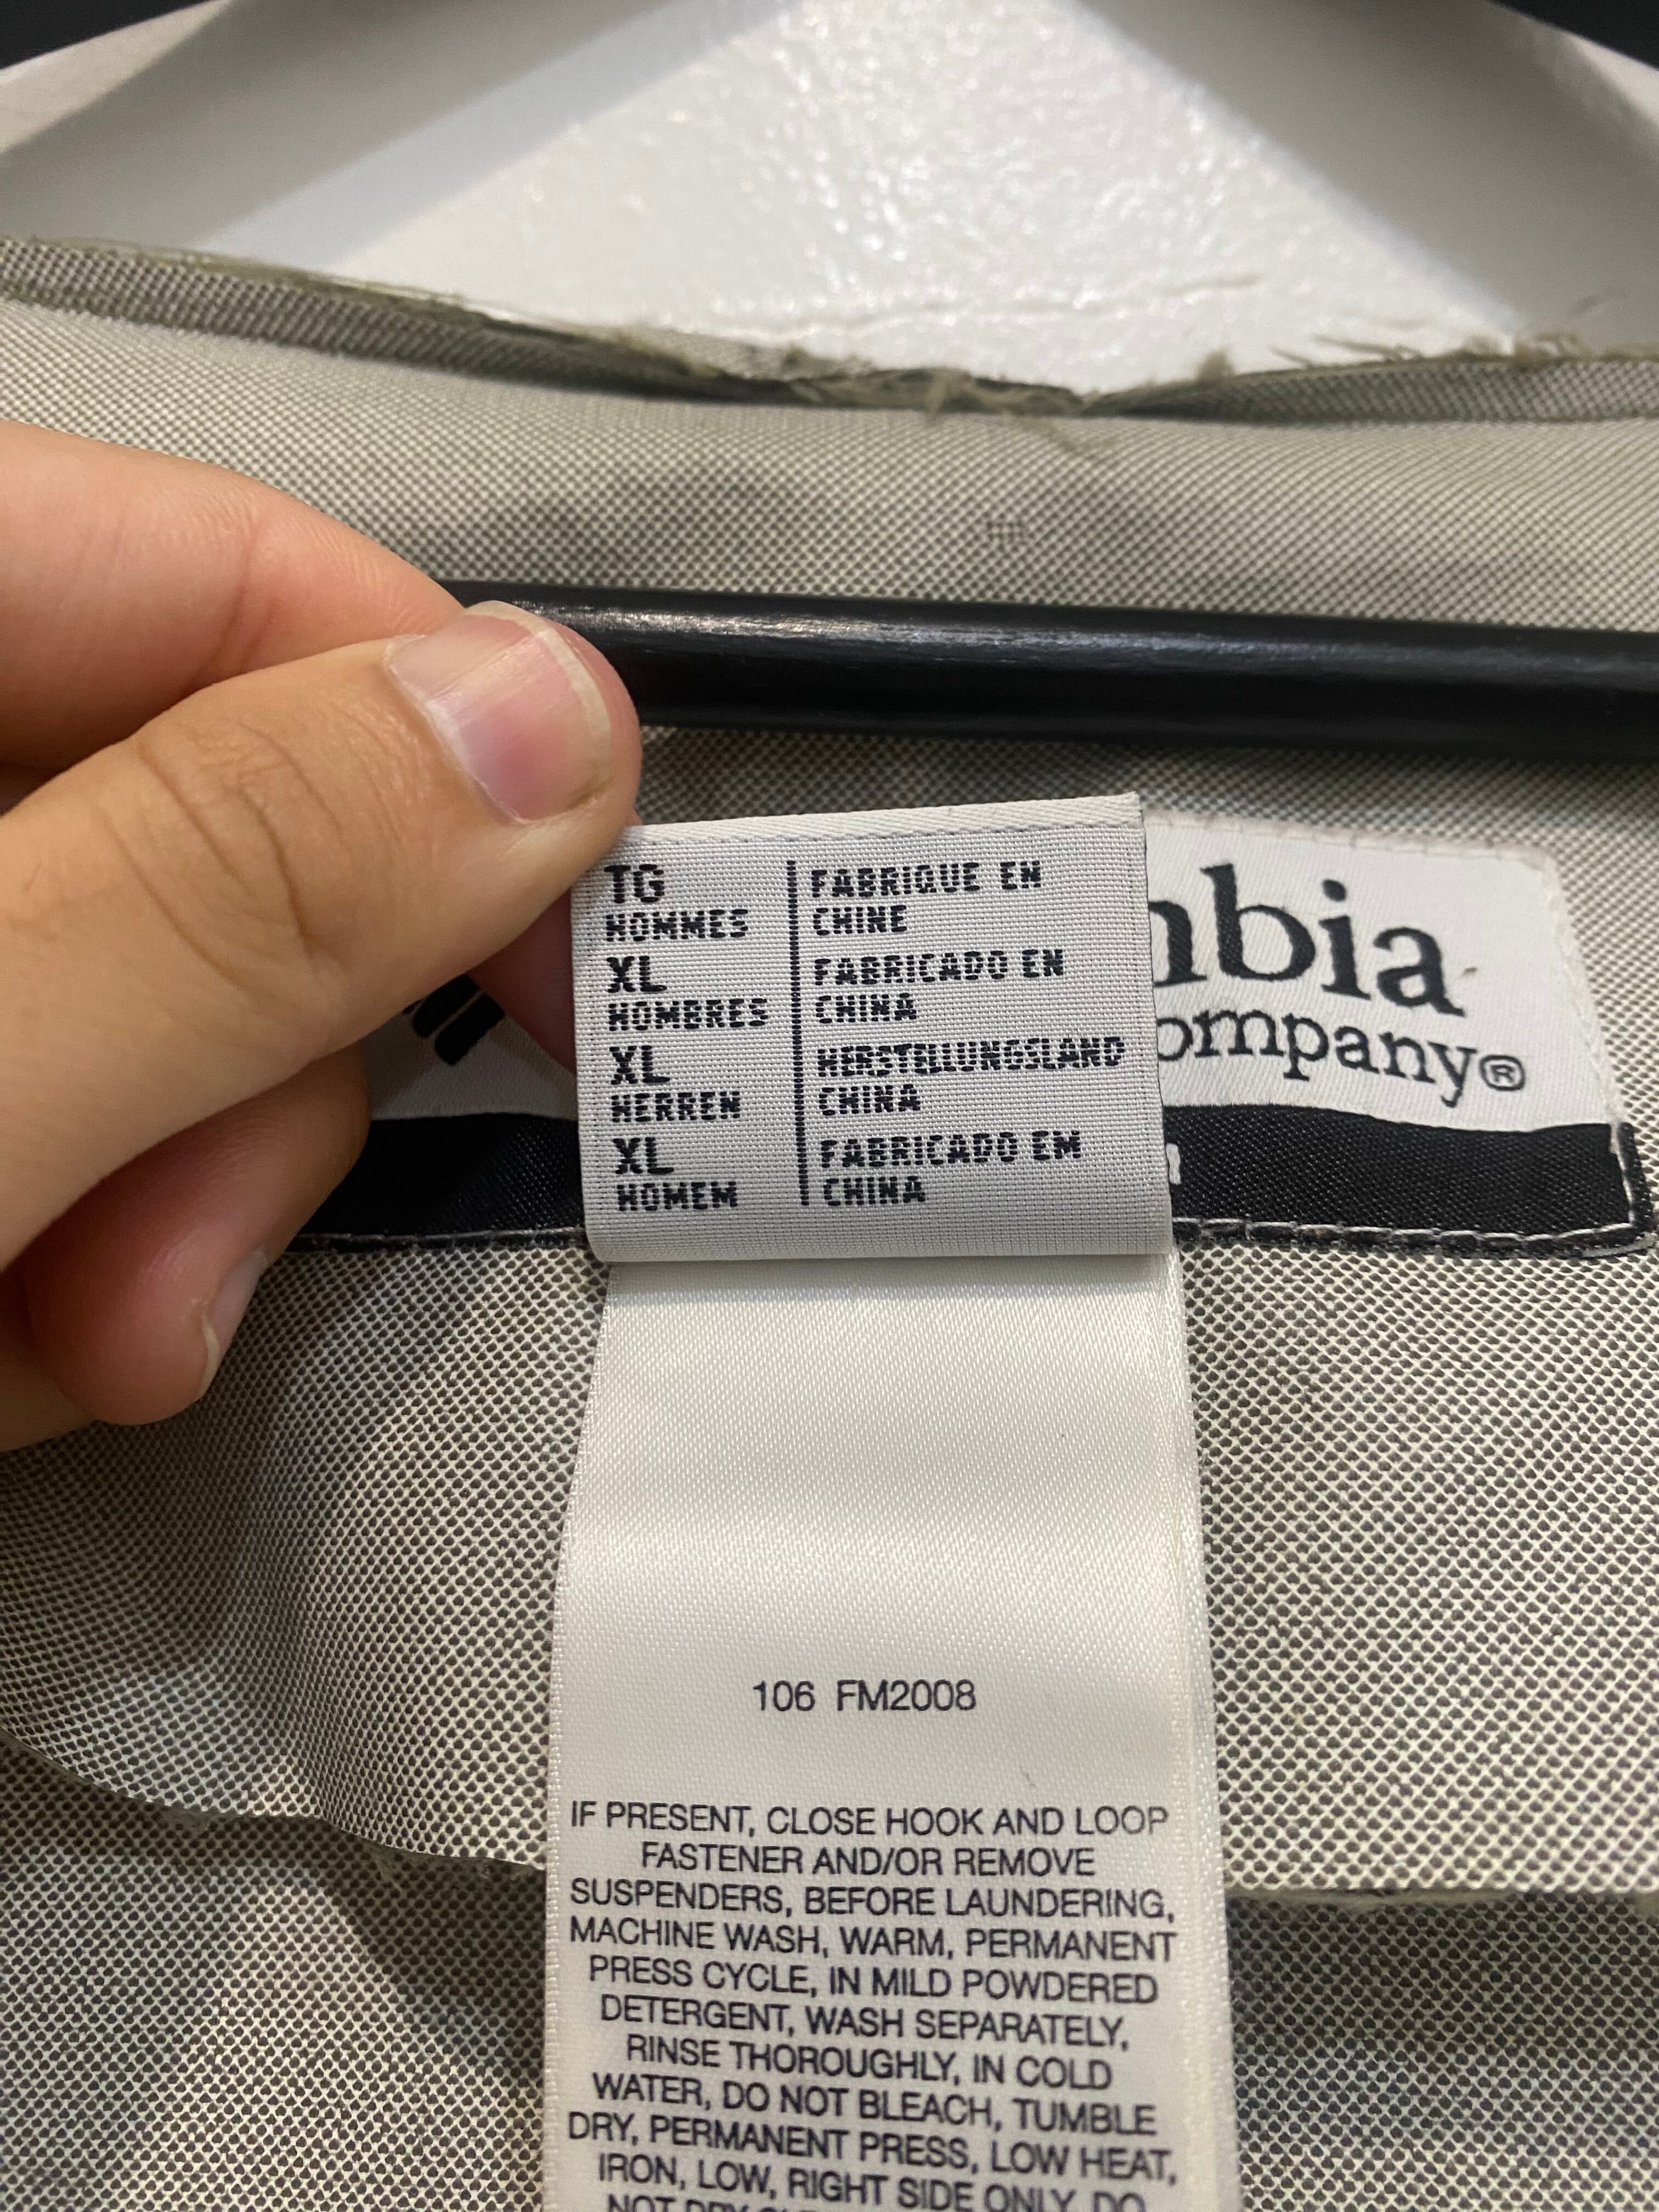 TG
HOMMES
XL
HOMBRES
XL
HERREN
XL
HOMEM
FABRIQUE EN
CHINE
FABRICADO EN
CHINA
HERSTELLUNGSLAND
CHINA
FABRICADO EM
CHINA
mbia
ompany®
106 FM2008
IF PRESENT, CLOSE HOOK AND LOOP
FASTENER AND/OR REMOVE
SUSPENDERS, BEFORE LAUNDERING,
MACHINE WASH, WARM, PERMANENT
PRESS CYCLE, IN MILD POWDERED
DETERGENT, WASH SEPARATELY,
RINSE THOROUGHLY, IN COLD
WATER, DO NOT BLEACH, TUMBLE
DRY, PERMANENT PRESS, LOW HEAT,
IRON, LOW, RIGHT SIDE ONLY, DO
NOT DRY